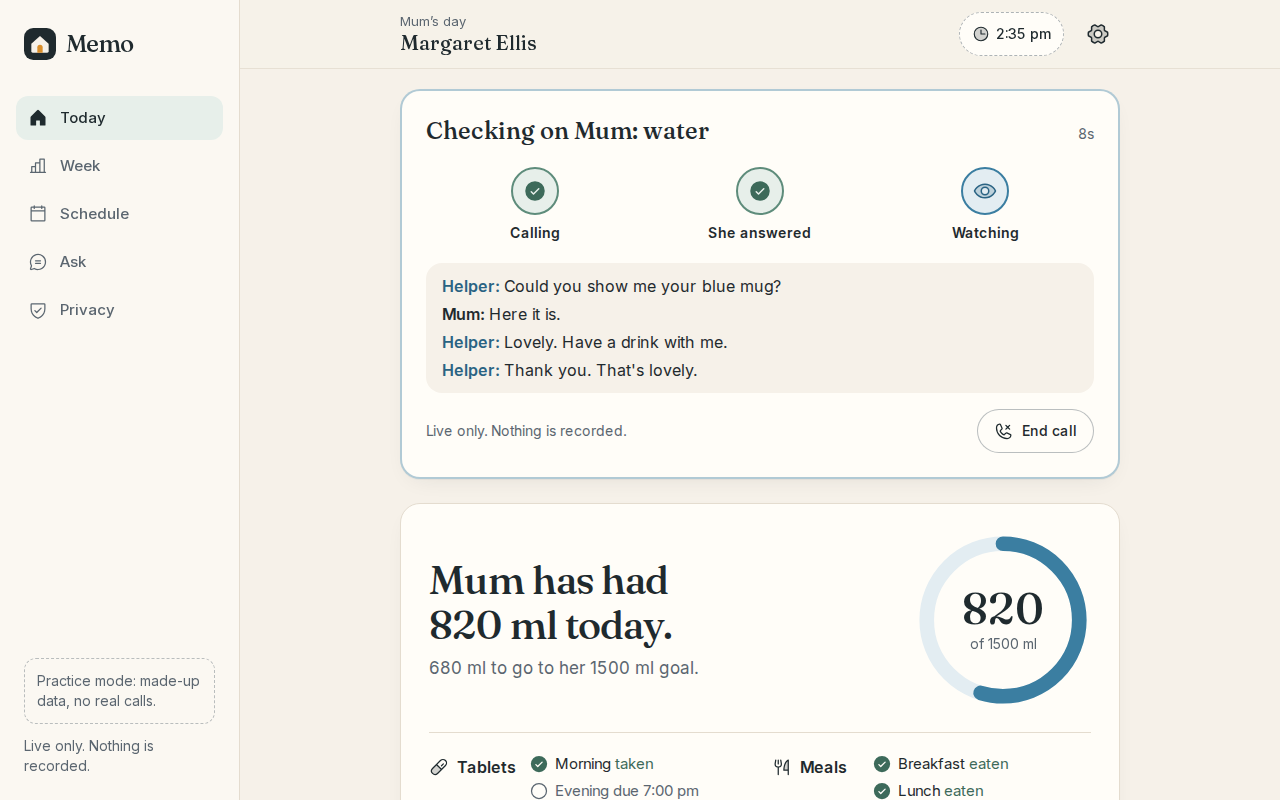 Memo
Today
Week
Schedule
Ask
Privacy
Practice mode: made-up
data, no real calls.
Live only. Nothing is
recorded.
Mum’s day
Margaret Ellis
2:35 pm
Checking on Mum: water
8s
Calling
She answered
Watching
Helper: Could you show me your blue mug?
Mum: Here it is.
Helper: Lovely. Have a drink with me.
Helper: Thank you. That's lovely.
Live only. Nothing is recorded.
End call
Mum has had
820 ml today.
680 ml to go to her 1500 ml goal.
820
of 1500 ml
Tablets
Morning taken
Evening due 7:00 pm
Meals
Breakfast eaten
Lunch eaten